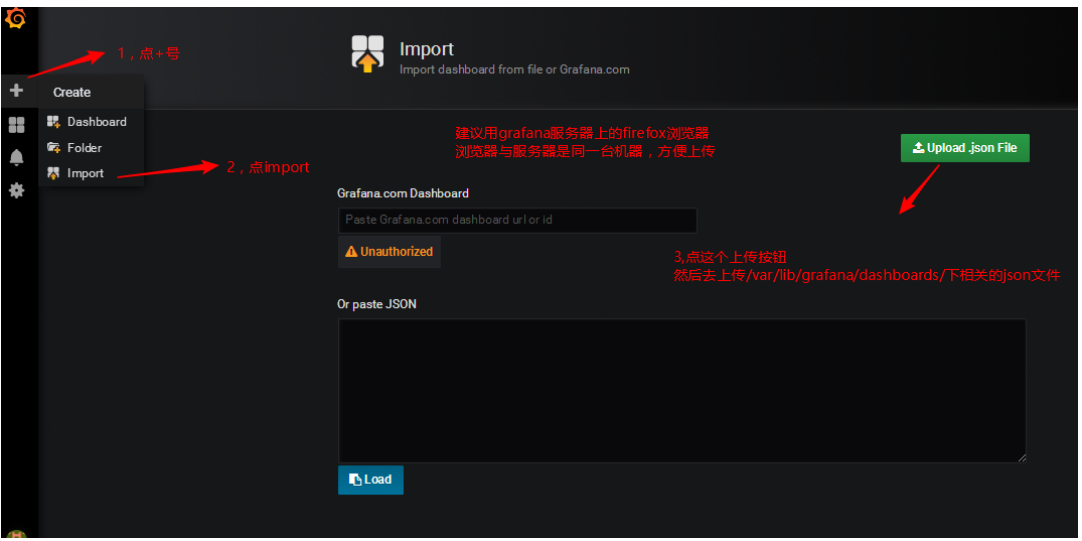 Import
Import dashboard from file or Grafana.com
1，点+号
Create
Dashboard
Folder
Import
2，点import
建议用grafana服务器上的firefox浏览器
浏览器与服务器是同一台机器，方便上传
Upload .json File
Grafana.com Dashboard
Paste Grafana.com dashboard url or id
Unauthorized
3,点这个上传按钮
然后去上传/var/lib/grafana/dashboards/下相关的json文件
Or paste JSON
Load